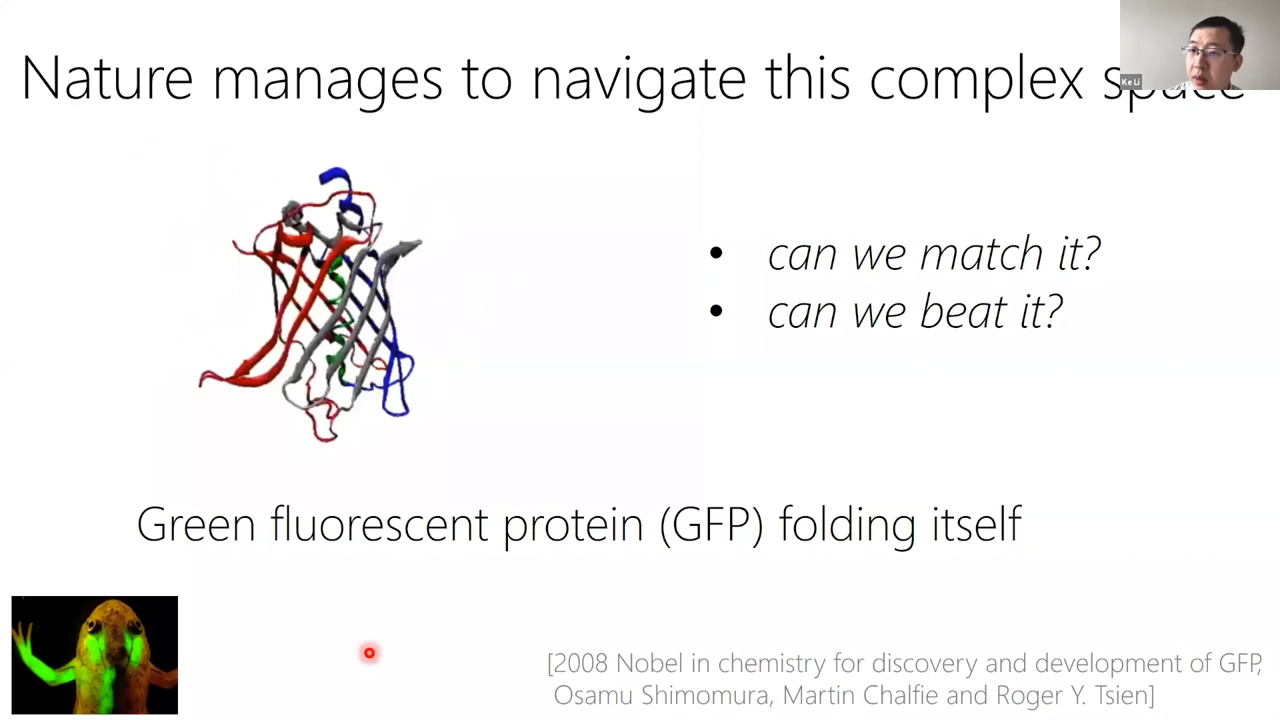 Nature manages to navigate this complex space
Ke Li
• can we match it?
• can we beat it?
Green fluorescent protein (GFP) folding itself
[2008 Nobel in chemistry for discovery and development of GFP,
Osamu Shimomura, Martin Chalfie and Roger Y. Tsien]